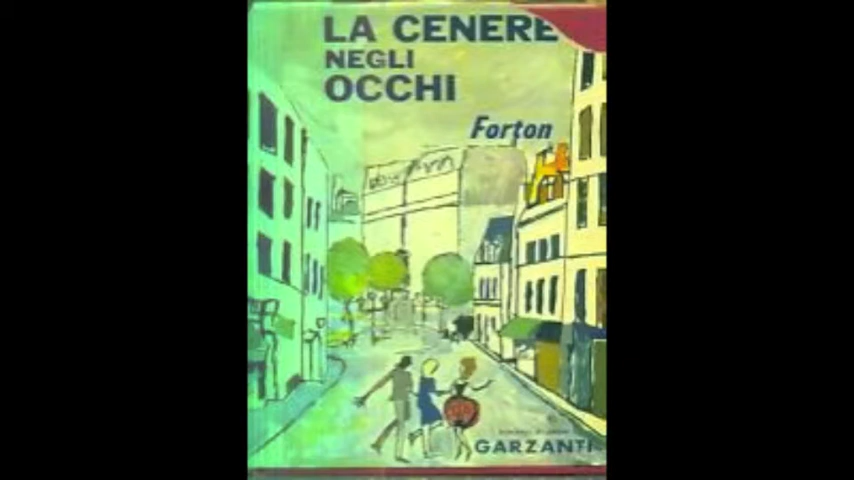 LA CENERE
NEGLI
OCCHI
Forton
GARZANTI